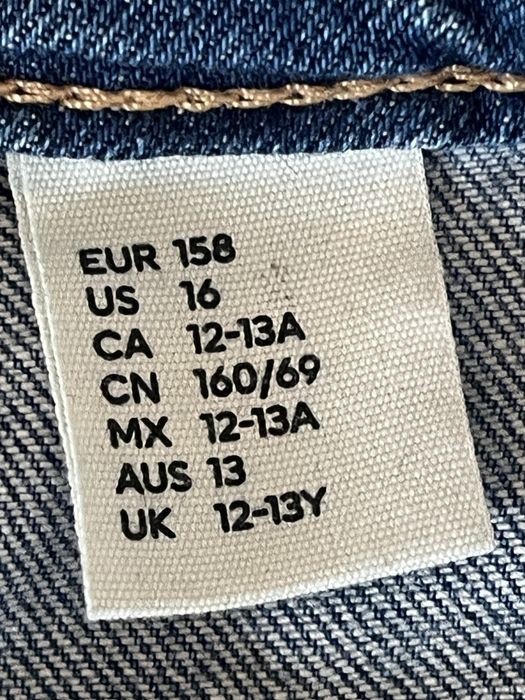 EUR 158
US 16
CA 12-13A
CN 160/69
MX 12-13A
AUS 13
UK 12-13Y